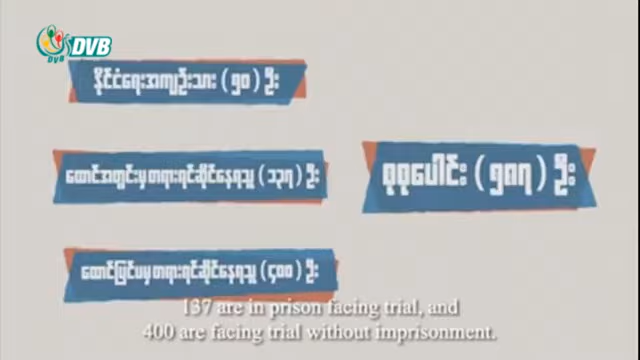 DVB
DVB
နိုင်ငံရေးအကျဉ်းသား (၅၀) ဦး
ထောင်အတွင်းမှ တရားရင်ဆိုင်နေရသူ (၁၃၇) ဦး
စုစုပေါင်း (၅၈၇) ဦး
ထောင်ပြင်ပမှ တရားရင်ဆိုင်နေရသူ (၄၀၀) ဦး
137 are in prison facing trial, and
400 are facing trial without imprisonment.